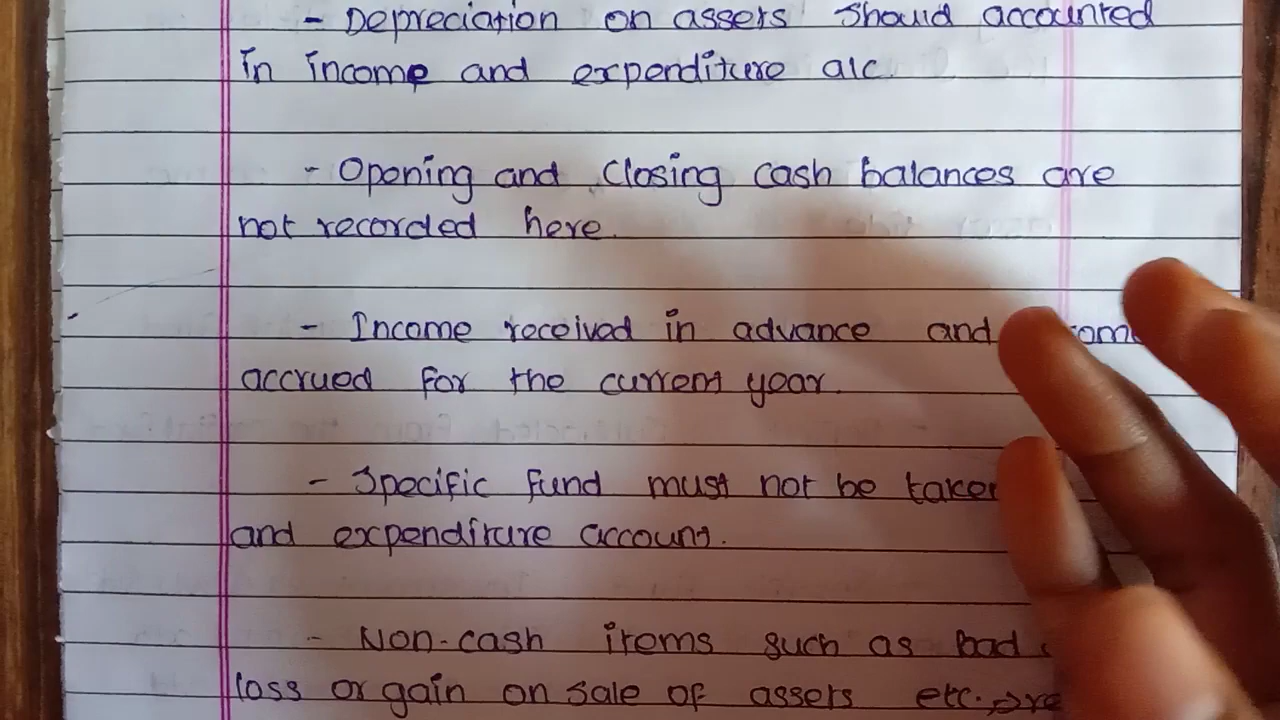 - Depreciation on assets should accounted
in income and expenditure a/c.
- Opening and closing cash balances are
not recorded here.
- Income received in advance and
accrued for the current year.
- Specific fund must not be taken
and expenditure account.
- Non-cash items such as bad
loss or gain on sale of assets etc.,